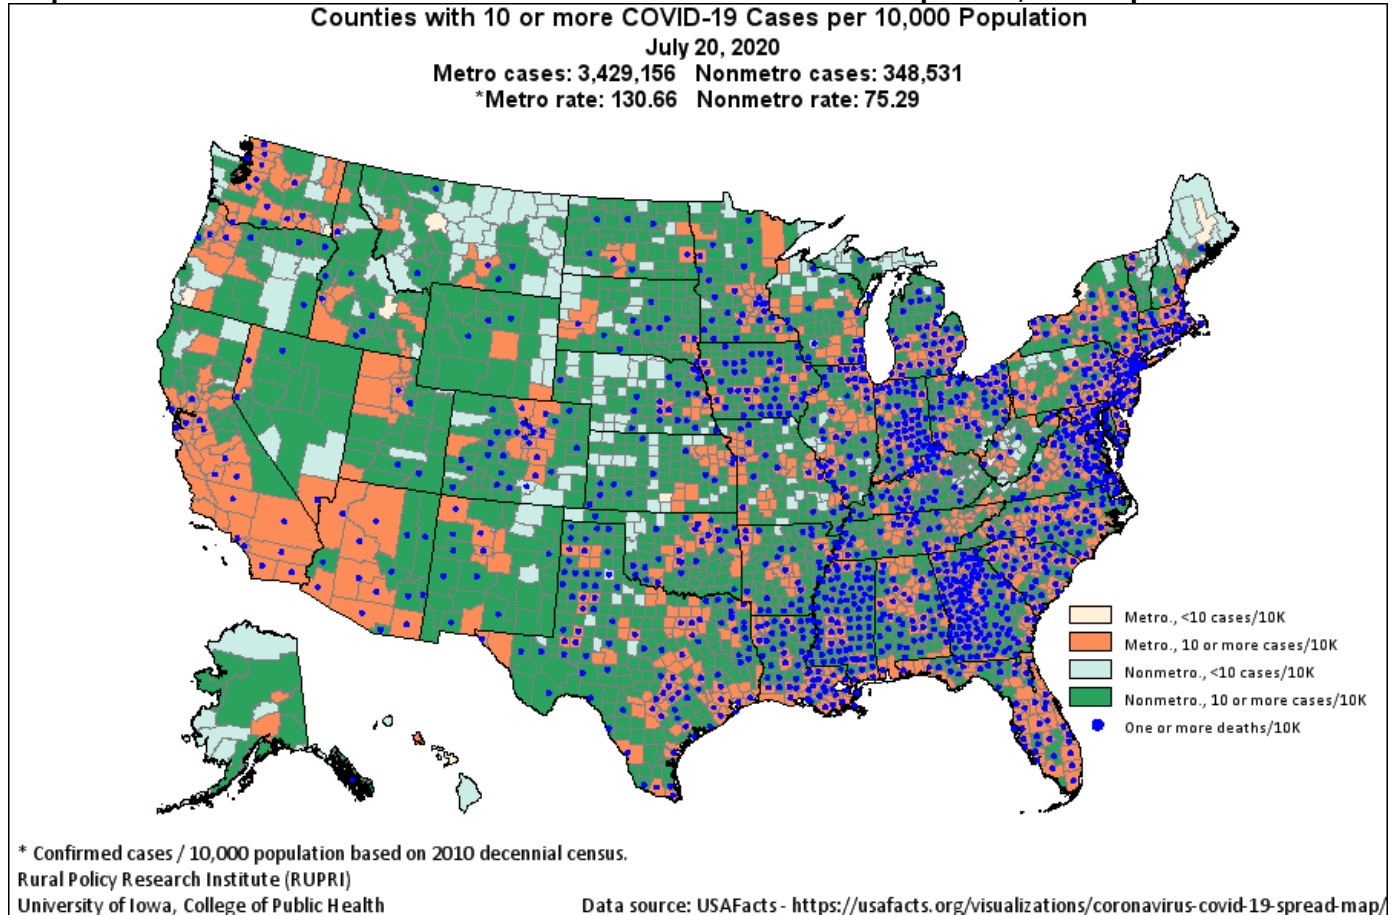 Counties with 10 or more COVID-19 Cases per 10,000 Population
July 20, 2020
Metro cases: 3,429,156 Nonmetro cases: 348,531
*Metro rate: 130.66 Nonmetro rate: 75.29
Metro., <10 cases/10K
Metro., 10 or more cases/10K
Nonmetro., <10 cases/10K
Nonmetro., 10 or more cases/10K
One or more deaths/10K
* Confirmed cases / 10,000 population based on 2010 decennial census.
Rural Policy Research Institute (RUPRI)
University of Iowa, College of Public Health
Data source: USAFacts - https://usafacts.org/visualizations/coronavirus-covid-19-spread-map/